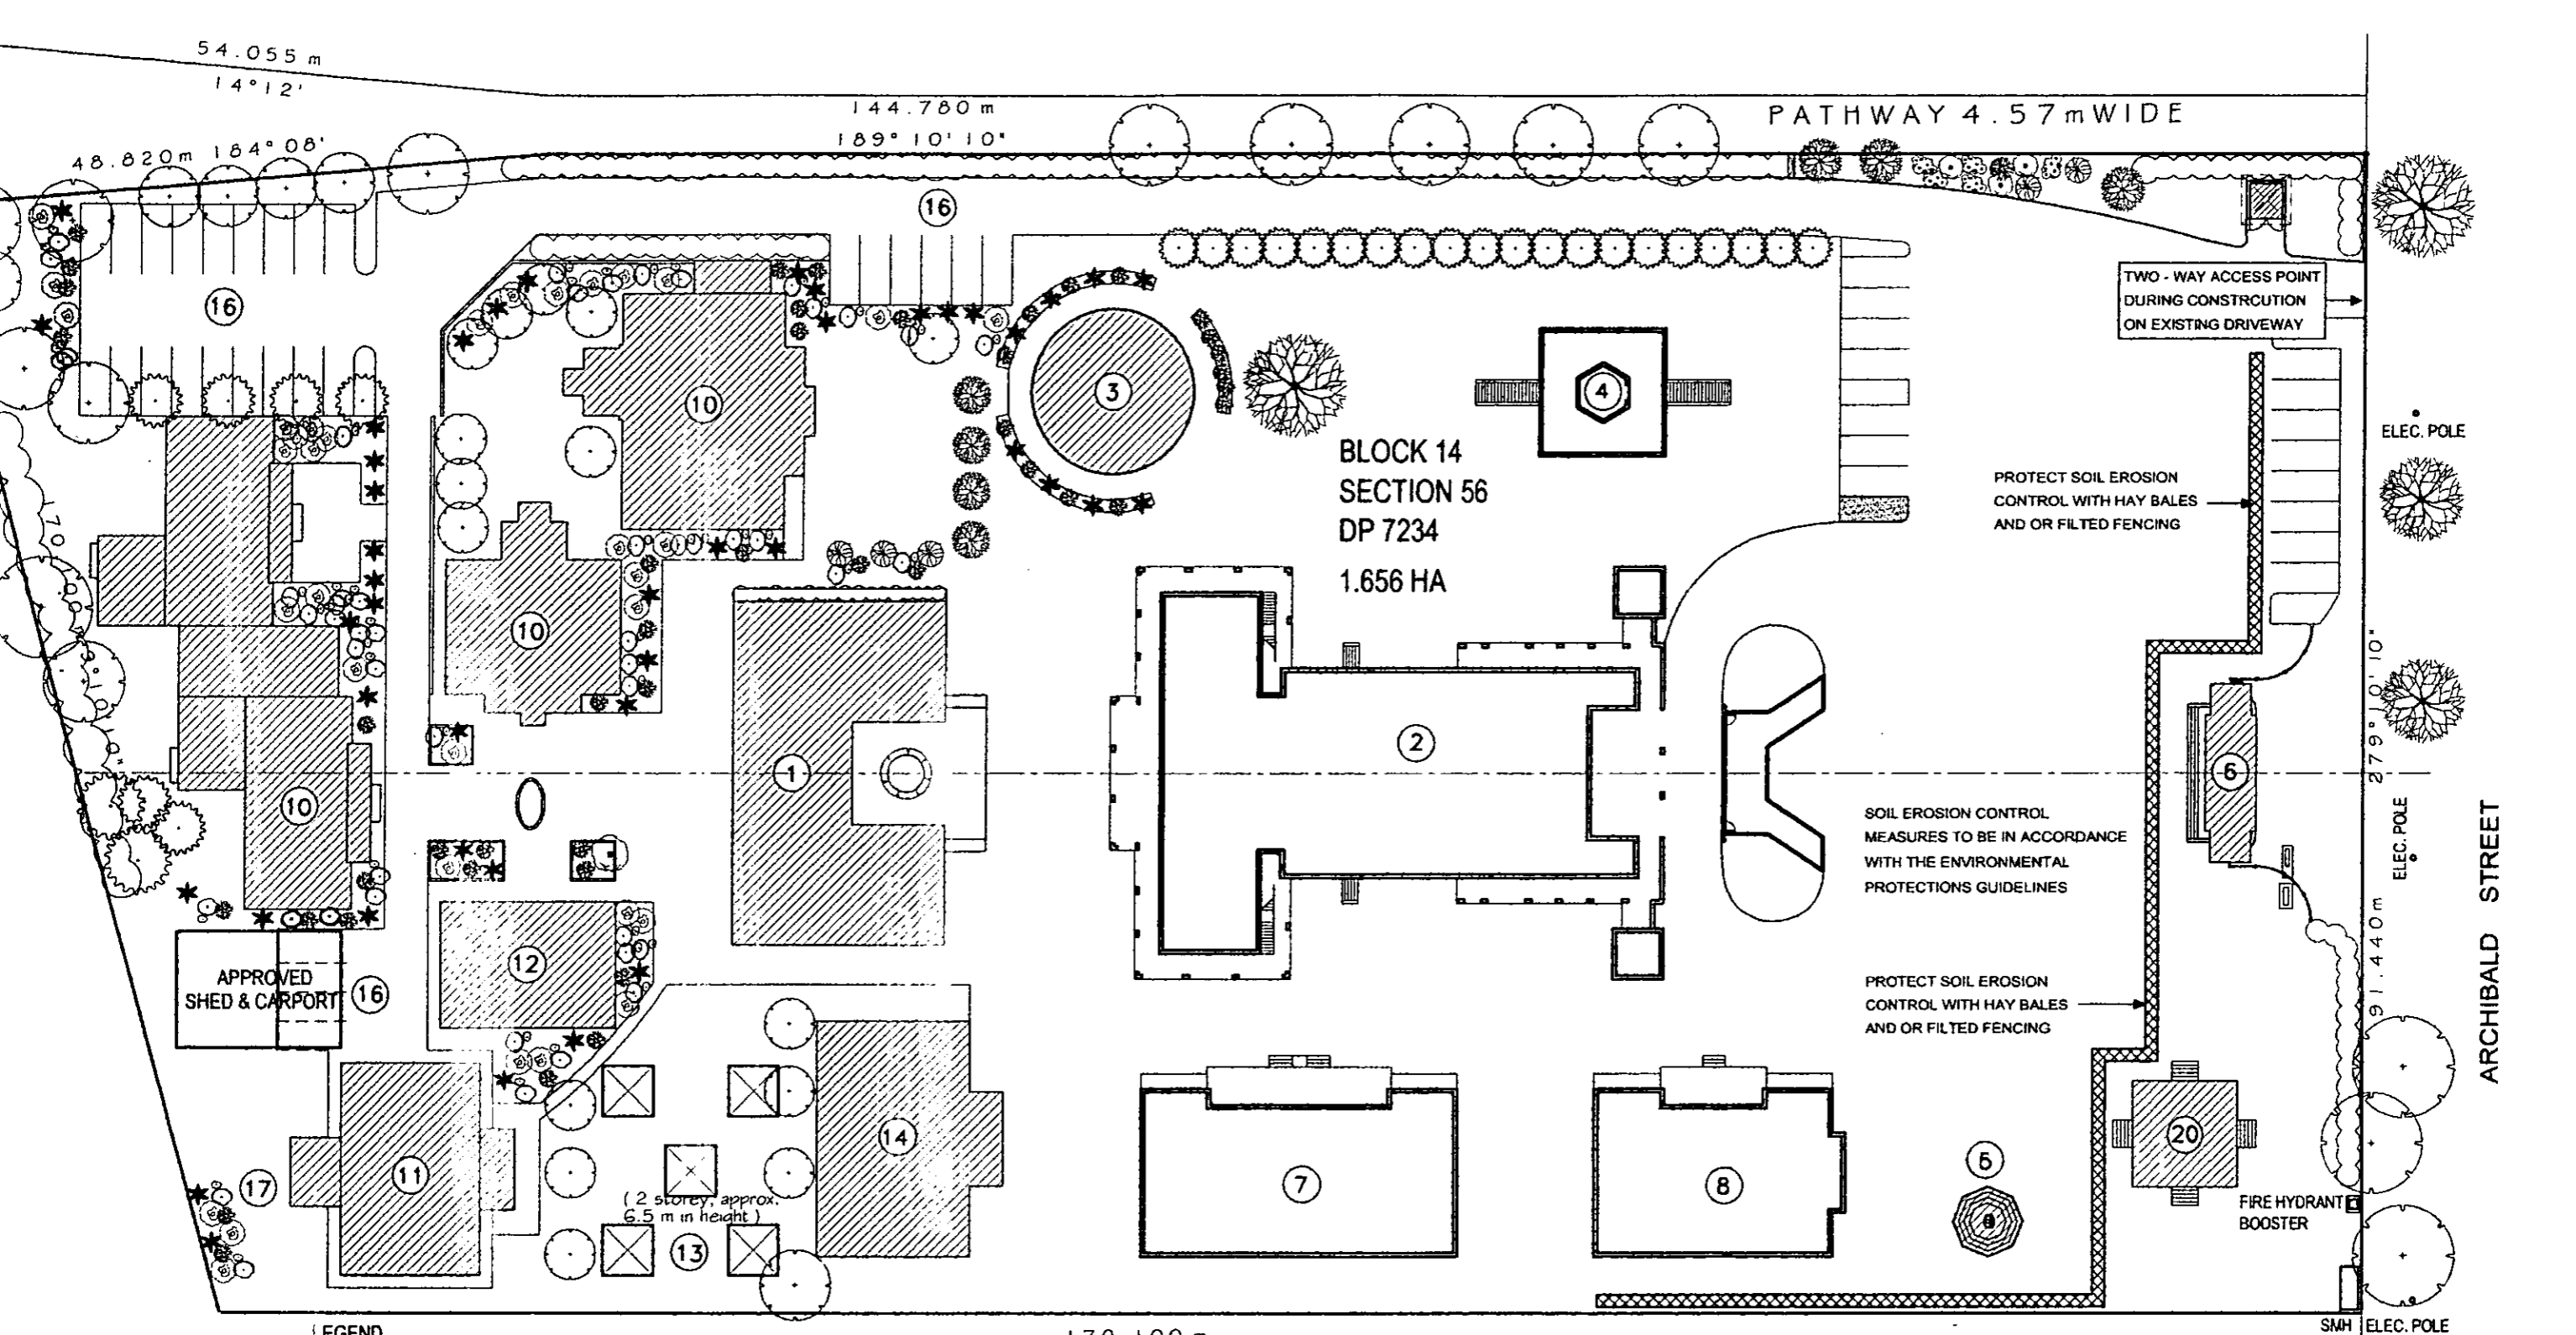 54.055 m
14°12'
144.780 m
189° 10' 10"
PATHWAY 4.57m WIDE
48.820m 184° 08'
16
16
TWO - WAY ACCESS POINT
DURING CONSTRCUTION
ON EXISTING DRIVEWAY
10
3
4
ELEC. POLE
BLOCK 14
SECTION 56
DP 7234
1.656 HA
PROTECT SOIL EROSION
CONTROL WITH HAY BALES
AND OR FILTED FENCING
10
279° 10' 10"
2
1
6
10
SOIL EROSION CONTROL
MEASURES TO BE IN ACCORDANCE
WITH THE ENVIRONMENTAL
PROTECTIONS GUIDELINES
ELEC. POLE
ARCHIBALD STREET
91.440m
12
APPROVED
SHED & CARPORT
16
PROTECT SOIL EROSION
CONTROL WITH HAY BALES
AND OR FILTED FENCING
14
20
11
17
( 2 storey, approx.
6.5 m in height )
13
7
8
5
FIRE HYDRANT
BOOSTER
SMH
ELEC. POLE
LEGEND